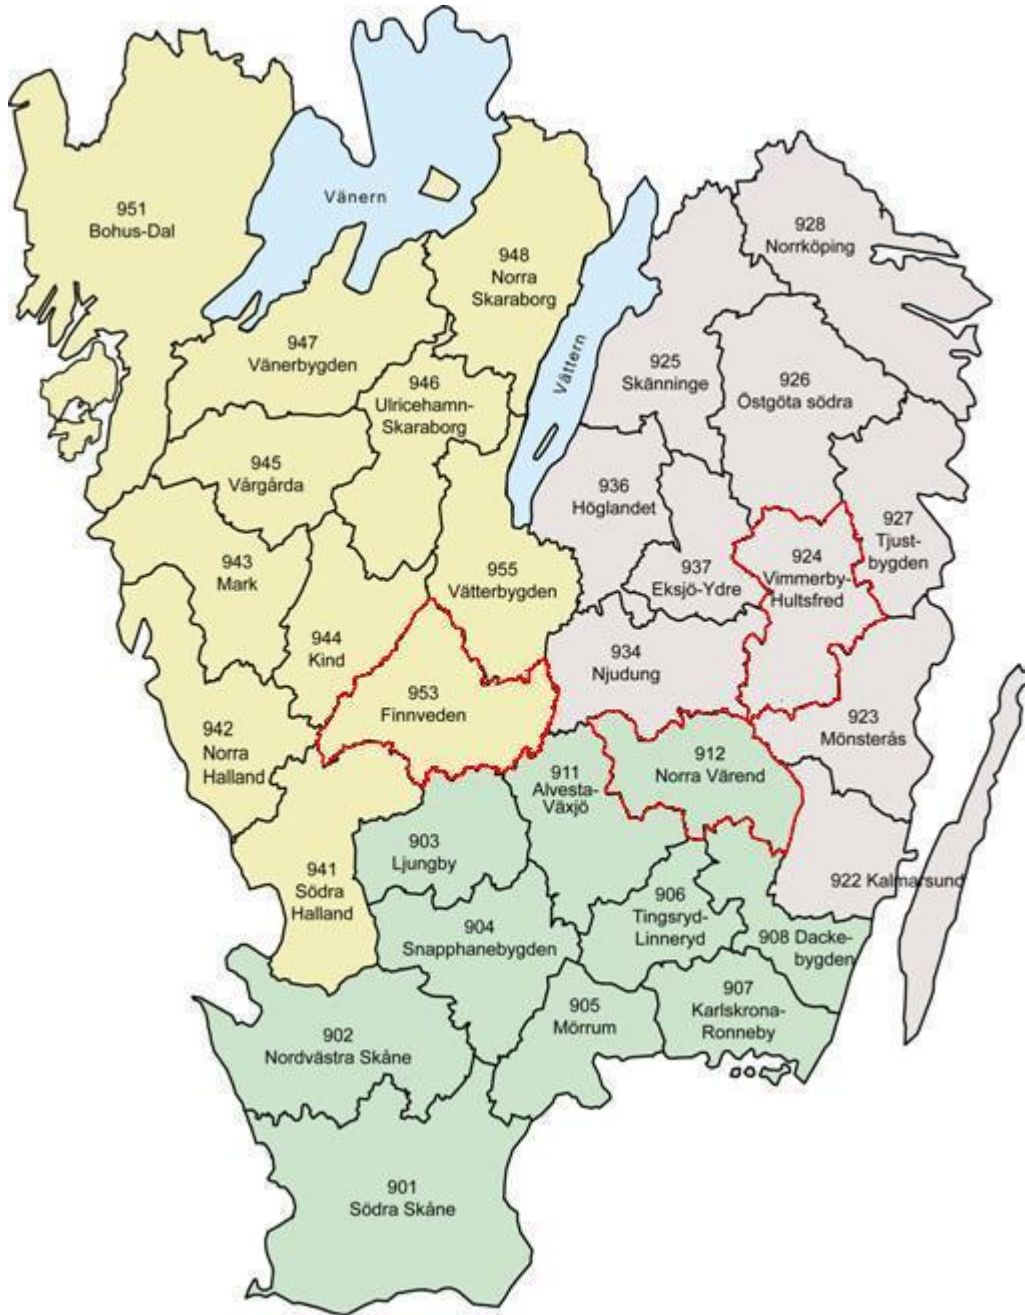 951
Bohus-Dal
Vänern
948
Norra
Skaraborg
928
Norrköping
947
Vänerbygden
946
Ulricehamn-
Skaraborg
Vättern
925
Skänninge
926
Östgöta södra
945
Vårgårda
936
Höglandet
927
Tjust-
bygden
943
Mark
955
Vätterbygden
937
Eksjö-Ydre
924
Vimmerby-
Hultsfred
944
Kind
934
Njudung
953
Finnveden
923
Mönsterås
942
Norra
Halland
911
Alvesta-
Växjö
912
Norra Värend
903
Ljungby
941
Södra
Halland
922 Kalmarsund
906
Tingsryd-
Linneryd
904
Snapphanebygden
908 Dacke-
bygden
907
Karlskrona-
Ronneby
905
Mörrum
902
Nordvästra Skåne
901
Södra Skåne